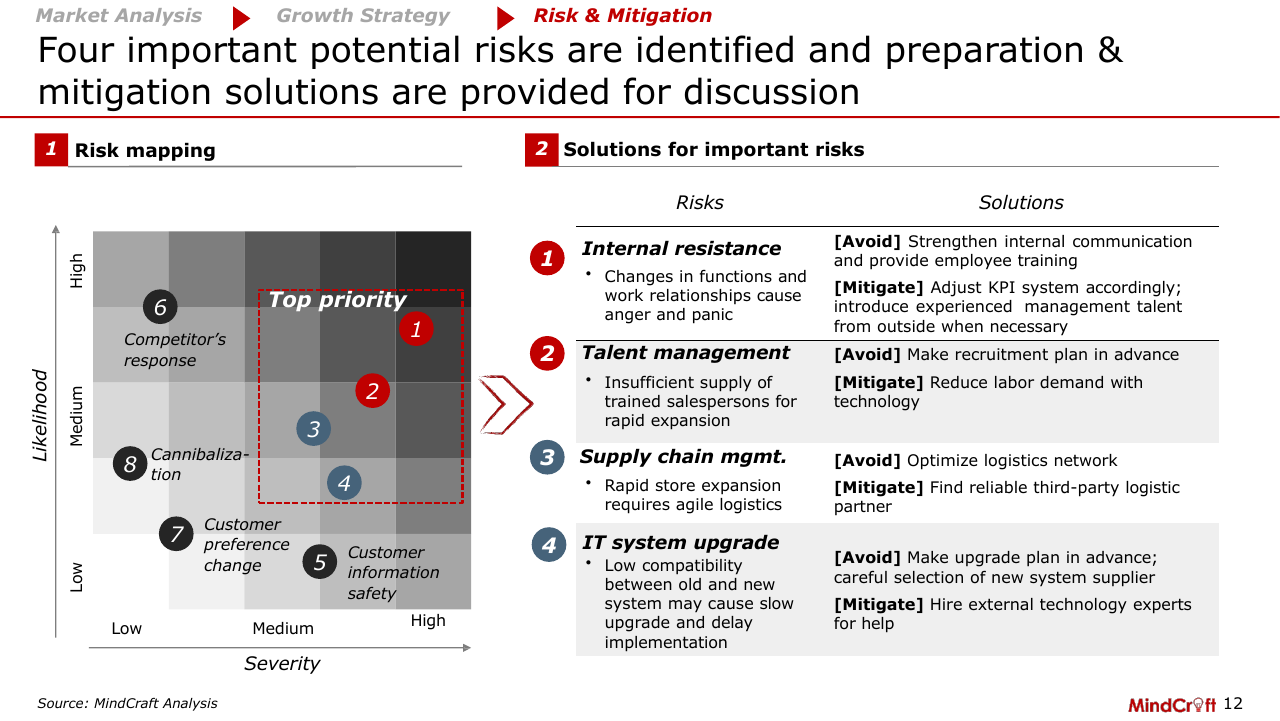 Market Analysis
Growth Strategy
Risk & Mitigation
Four important potential risks are identified and preparation &
mitigation solutions are provided for discussion
1 Risk mapping
Likelihood
High
Medium
Low
Top priority
6
Competitor’s
response
1
2
3
4
8
Cannibaliza-
tion
7
Customer
preference
change
5
Customer
information
safety
Low
Medium
High
Severity
2 Solutions for important risks
Risks
Solutions
1
Internal resistance
• Changes in functions and
work relationships cause
anger and panic
[Avoid] Strengthen internal communication
and provide employee training
[Mitigate] Adjust KPI system accordingly;
introduce experienced  management talent
from outside when necessary
2
Talent management
• Insufficient supply of
trained salespersons for
rapid expansion
[Avoid] Make recruitment plan in advance
[Mitigate] Reduce labor demand with
technology
3
Supply chain mgmt.
• Rapid store expansion
requires agile logistics
[Avoid] Optimize logistics network
[Mitigate] Find reliable third-party logistic
partner
4
IT system upgrade
• Low compatibility
between old and new
system may cause slow
upgrade and delay
implementation
[Avoid] Make upgrade plan in advance;
careful selection of new system supplier
[Mitigate] Hire external technology experts
for help
Source: MindCraft Analysis
MindCraft 12